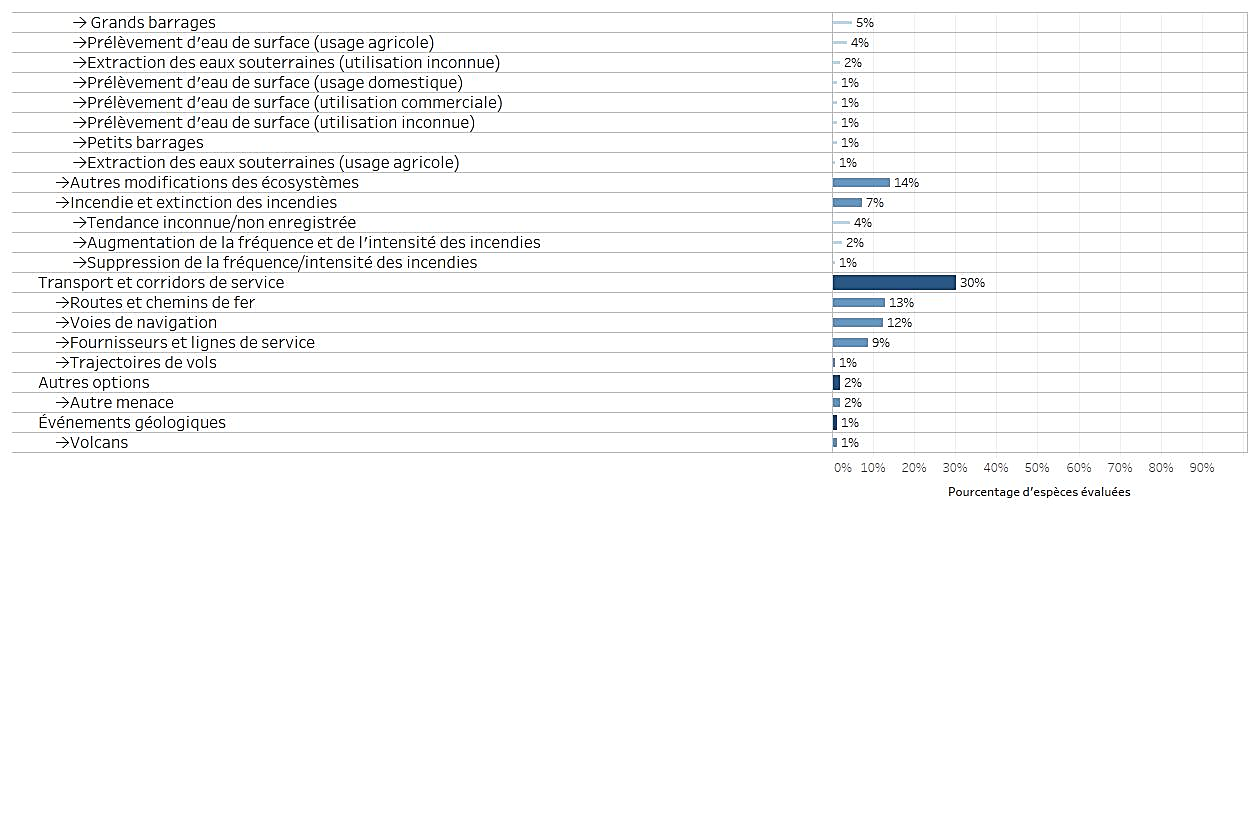 → Grands barrages 5%
→Prélèvement d’eau de surface (usage agricole) 4%
→Extraction des eaux souterraines (utilisation inconnue) 2%
→Prélèvement d’eau de surface (usage domestique) 1%
→Prélèvement d’eau de surface (utilisation commerciale) 1%
→Prélèvement d’eau de surface (utilisation inconnue) 1%
→Petits barrages 1%
→Extraction des eaux souterraines (usage agricole) 1%
→Autres modifications des écosystèmes 14%
→Incendie et extinction des incendies 7%
→Tendance inconnue/non enregistrée 4%
→Augmentation de la fréquence et de l’intensité des incendies 2%
→Suppression de la fréquence/intensité des incendies 1%
Transport et corridors de service 30%
→Routes et chemins de fer 13%
→Voies de navigation 12%
→Fournisseurs et lignes de service 9%
→Trajectoires de vols 1%
Autres options 2%
→Autre menace 2%
Événements géologiques 1%
→Volcans 1%
0% 10% 20% 30% 40% 50% 60% 70% 80% 90%
Pourcentage d’espèces évaluées